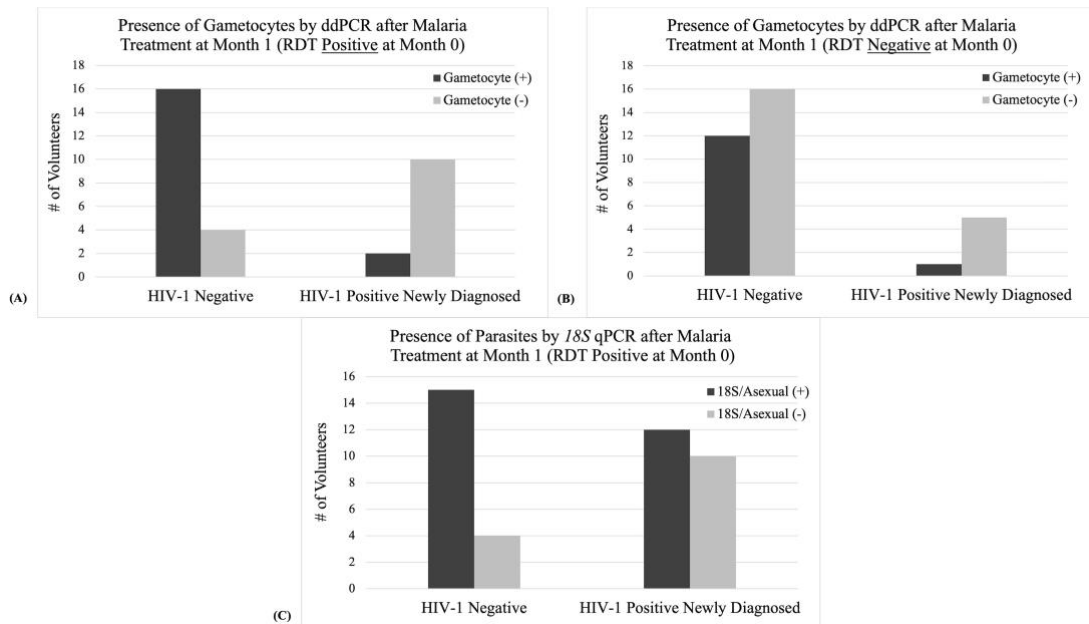 Presence of Gametocytes by ddPCR after Malaria
Treatment at Month 1 (RDT Positive at Month 0)
18
16
14
12
10
8
6
4
2
0
# of Volunteers
Gametocyte (+)
Gametocyte (-)
HIV-1 Negative
HIV-1 Positive Newly Diagnosed
(A)
Presence of Gametocytes by ddPCR after Malaria
Treatment at Month 1 (RDT Negative at Month 0)
18
16
14
12
10
8
6
4
2
0
# of Volunteers
Gametocyte (+)
Gametocyte (-)
HIV-1 Negative
HIV-1 Positive Newly Diagnosed
(B)
Presence of Parasites by 18S qPCR after Malaria
Treatment at Month 1 (RDT Positive at Month 0)
16
14
12
10
8
6
4
2
0
# of Volunteers
18S/Asexual (+)
18S/Asexual (-)
HIV-1 Negative
HIV-1 Positive Newly Diagnosed
(C)